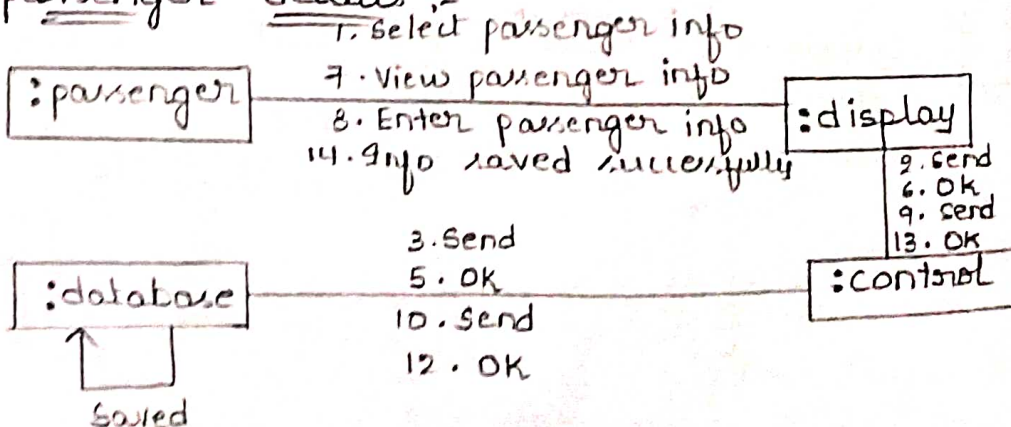 passenger
1. Select passenger info
:passenger
7. View passenger info
:display
8. Enter passenger info
14. Info saved successfully
2. Send
6. OK
9. Send
13. OK
3. Send
5. OK
:control
:database
10. Send
12. OK
Saved